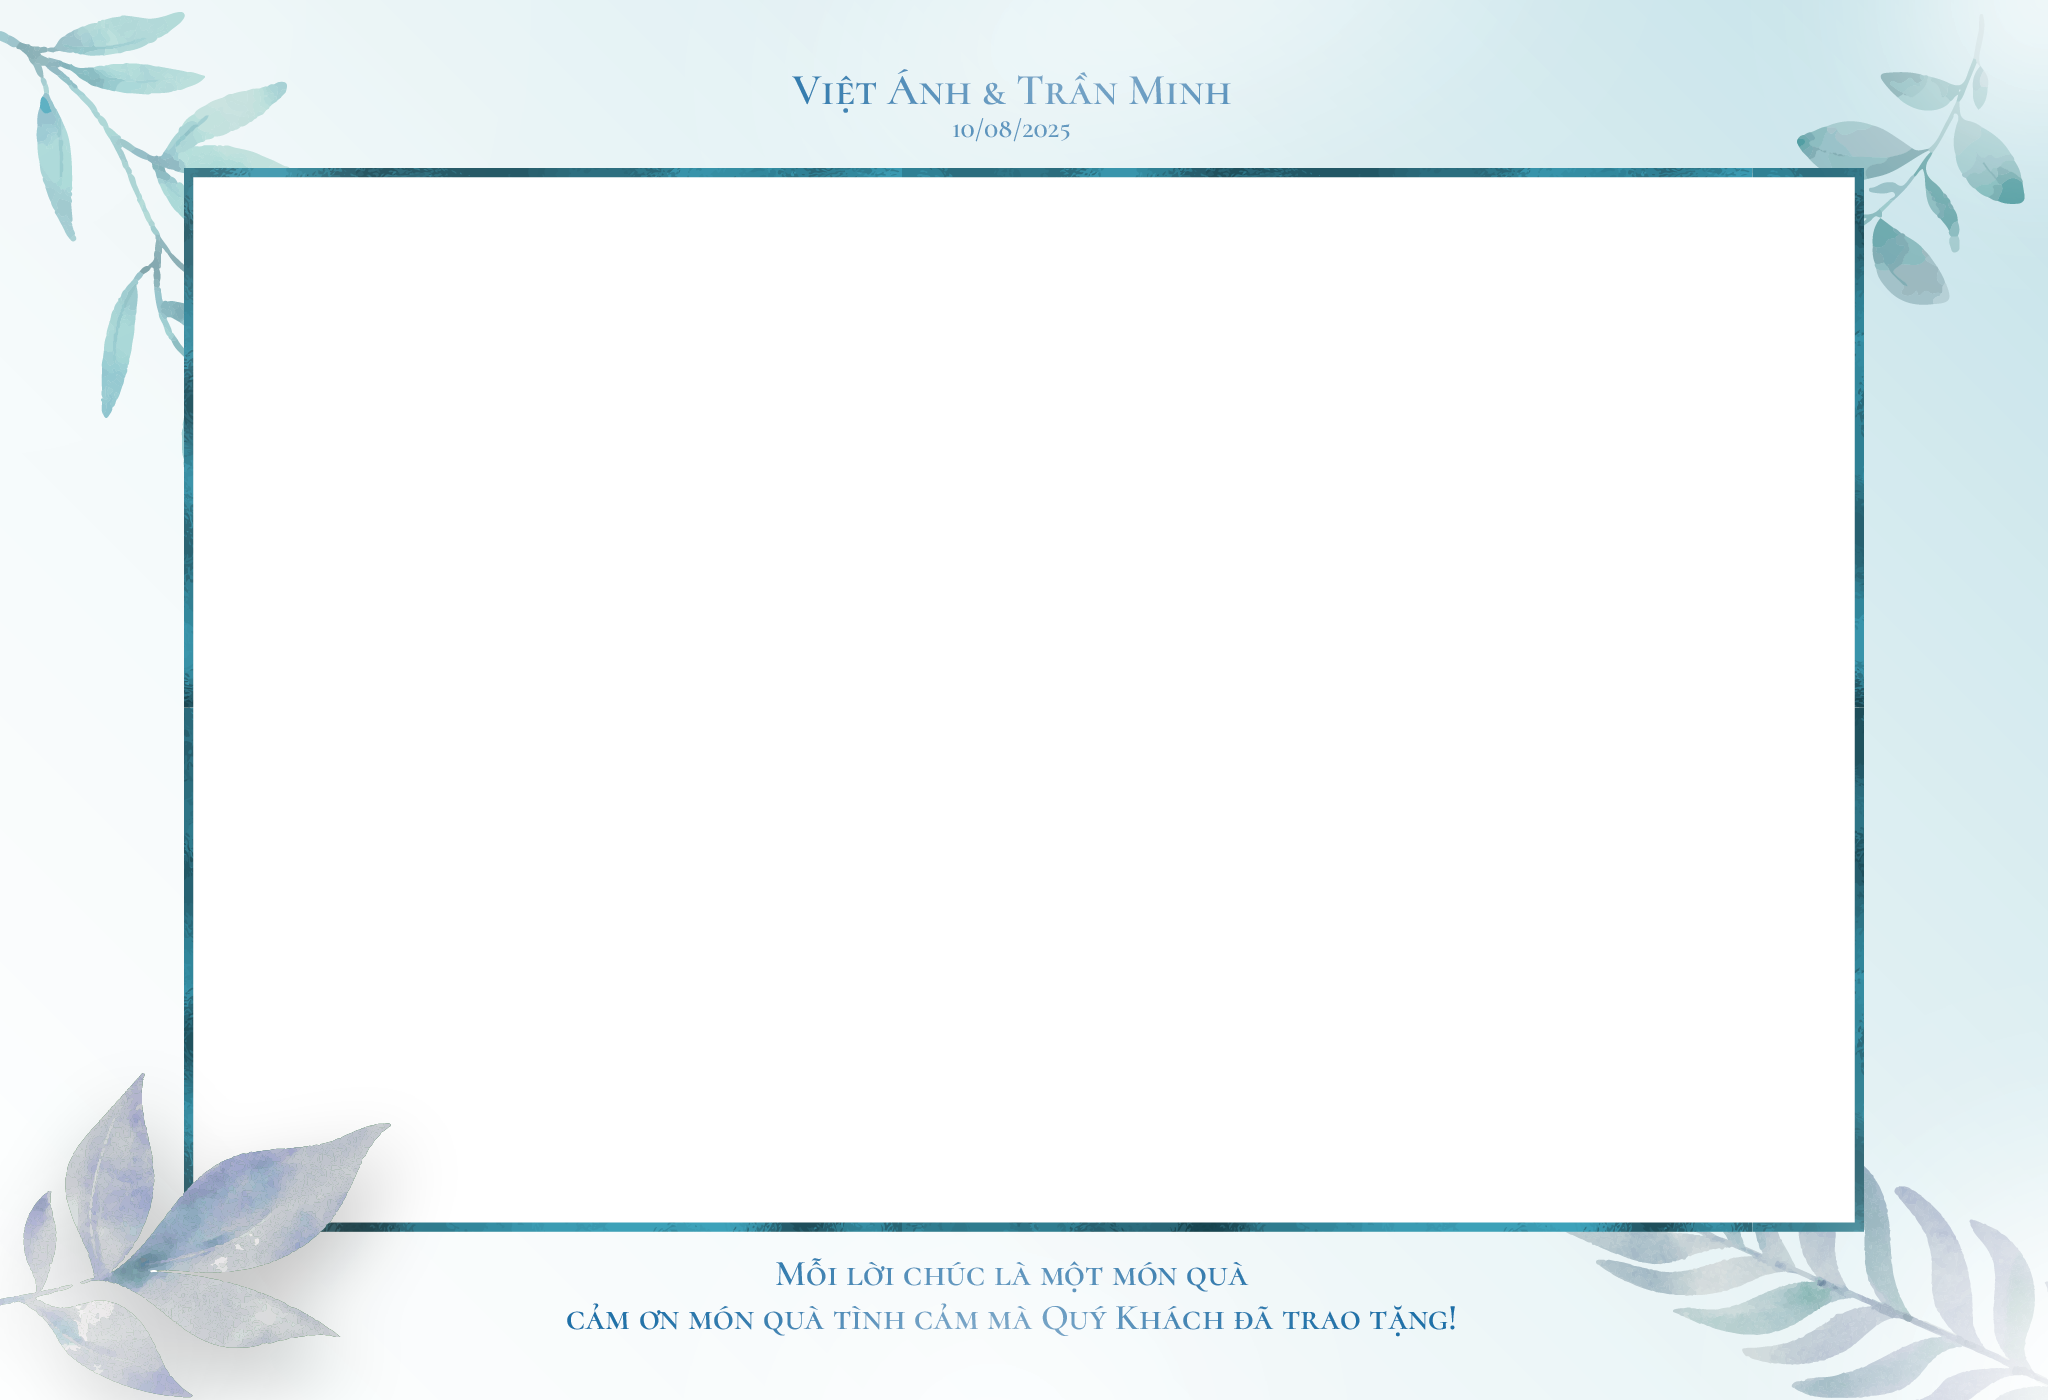 Việt Ánh & Trần Minh
10/08/2025
Mỗi lời chúc là một món quà
cảm ơn món quà tình cảm mà Quý Khách đã trao tặng!